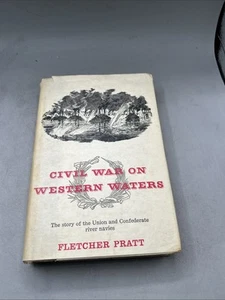 CIVIL WAR ON
WESTERN WATERS
The story of the Union and Confederate
river navies
FLETCHER PRATT